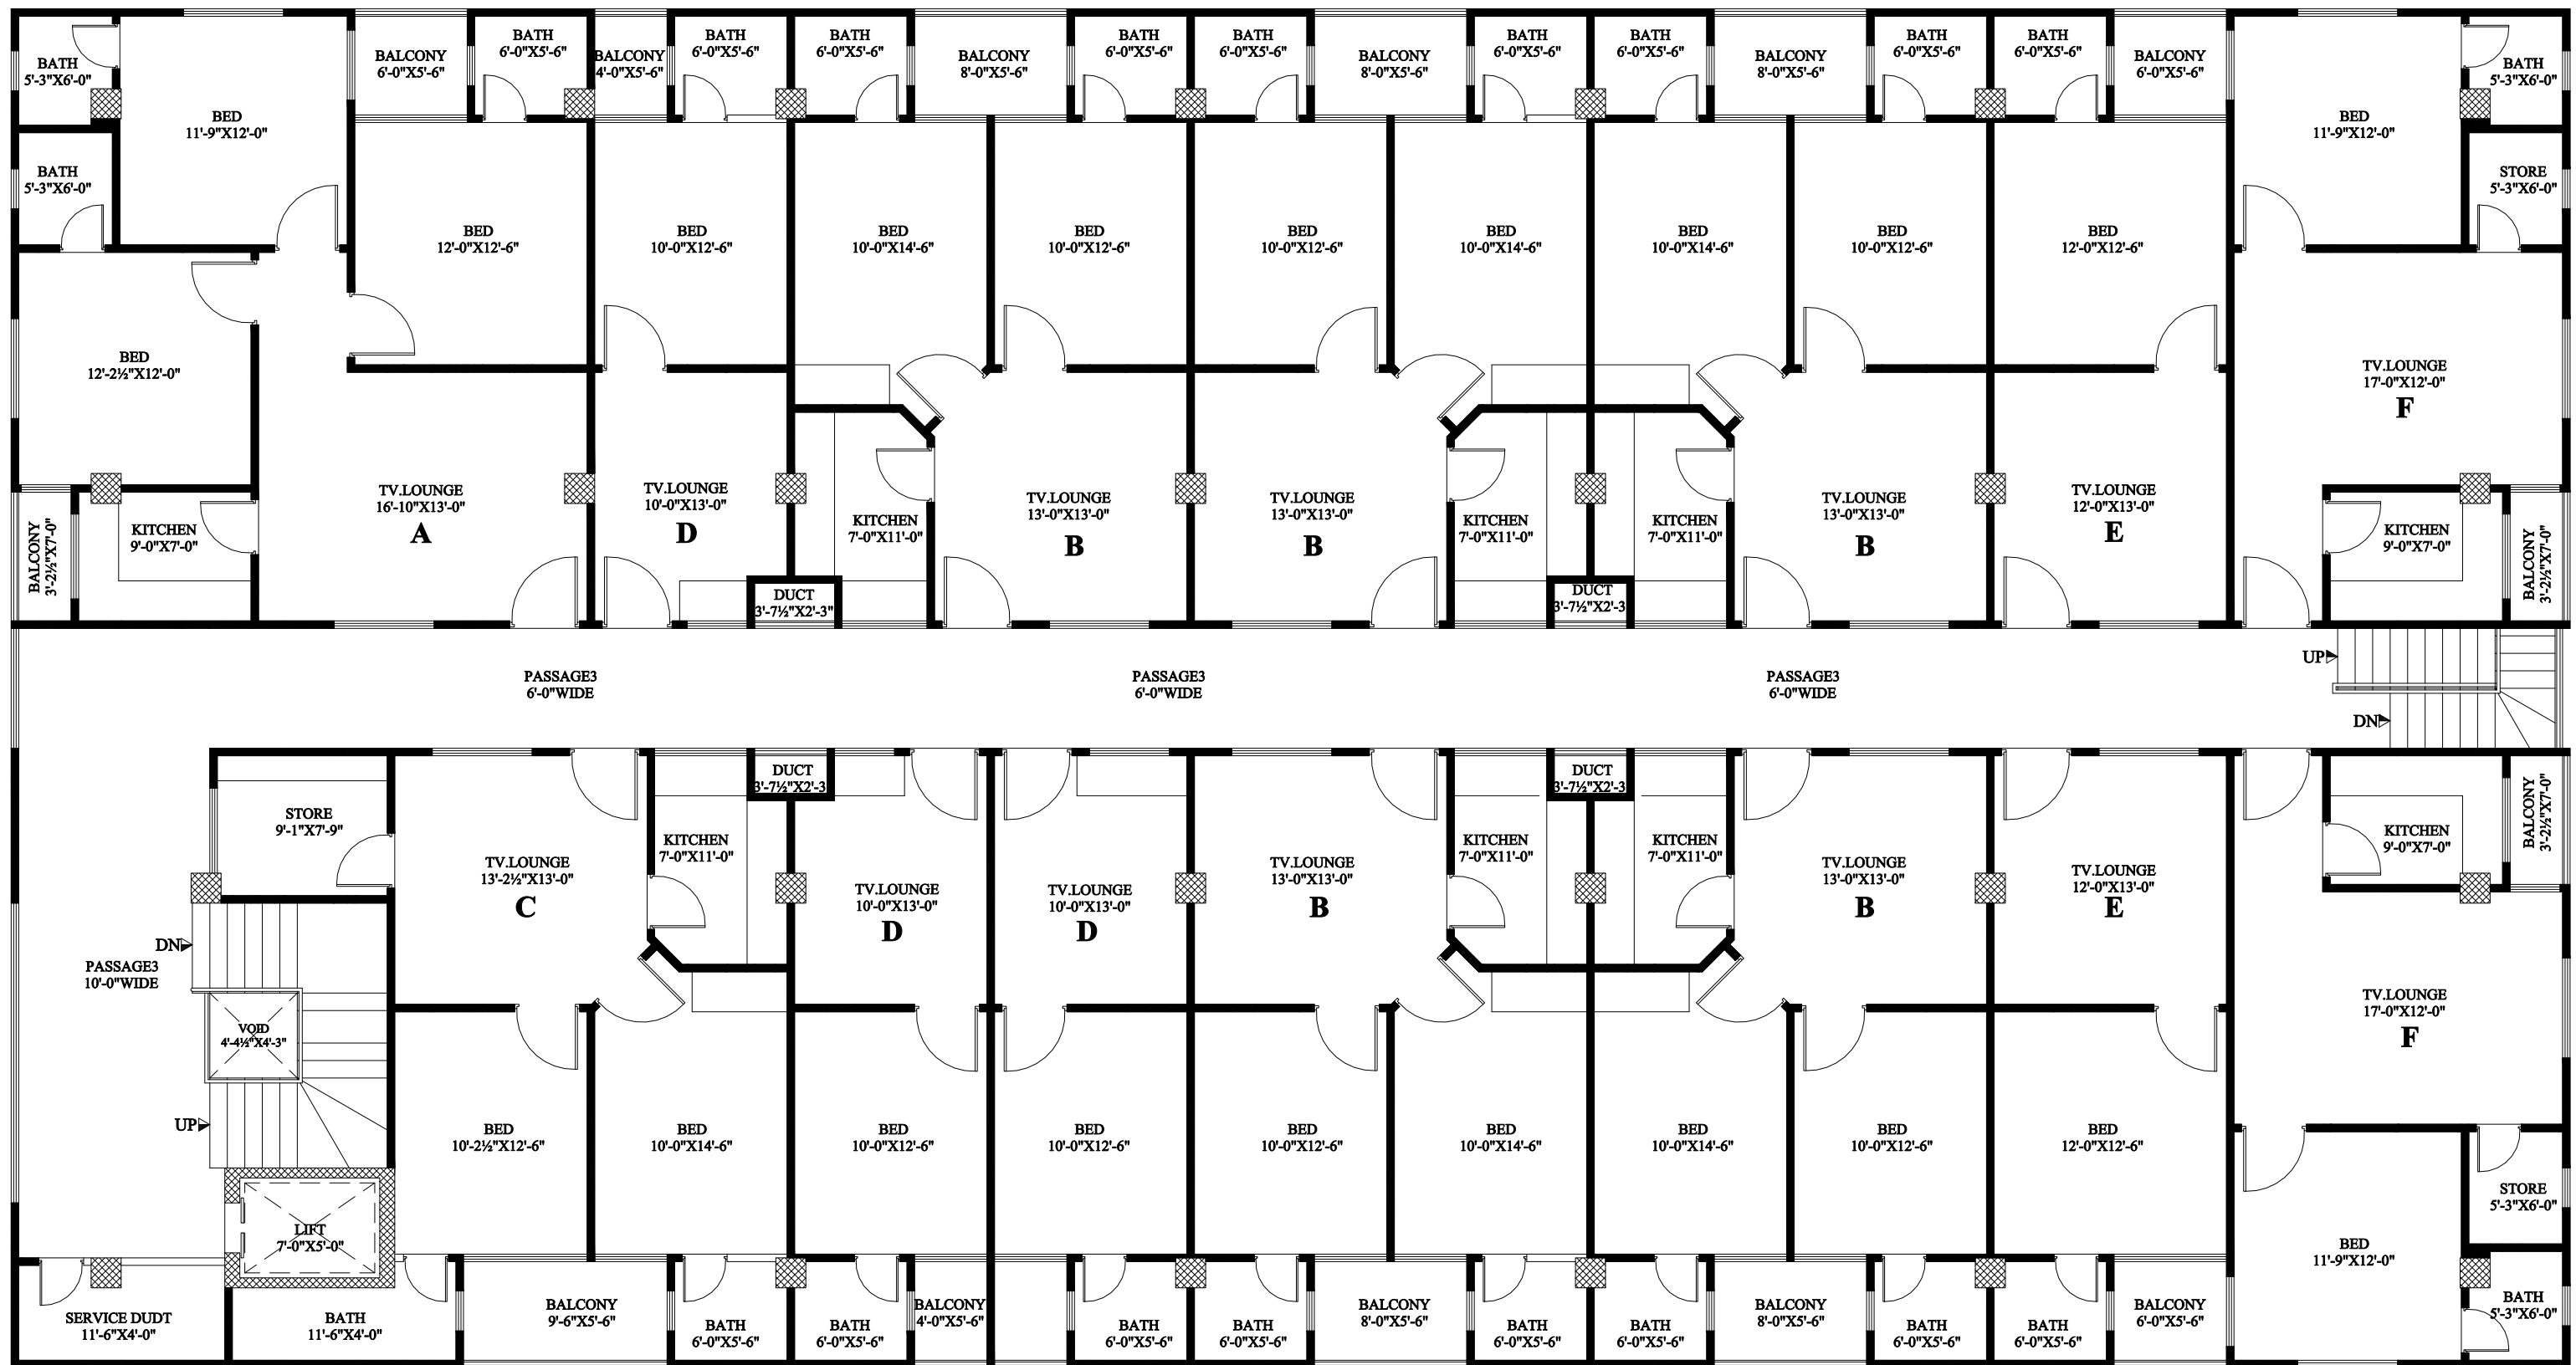 BATH
5'-3"X6'-0"
BED
11'-9"X12'-0"
BALCONY
6'-0"X5'-6"
BATH
6'-0"X5'-6"
BALCONY
4'-0"X5'-6"
BATH
6'-0"X5'-6"
BATH
6'-0"X5'-6"
BALCONY
8'-0"X5'-6"
BATH
6'-0"X5'-6"
BATH
6'-0"X5'-6"
BALCONY
8'-0"X5'-6"
BATH
6'-0"X5'-6"
BATH
6'-0"X5'-6"
BALCONY
8'-0"X5'-6"
BATH
6'-0"X5'-6"
BATH
6'-0"X5'-6"
BALCONY
6'-0"X5'-6"
BED
11'-9"X12'-0"
BATH
5'-3"X6'-0"
BATH
5'-3"X6'-0"
STORE
5'-3"X6'-0"
BED
12'-0"X12'-6"
BED
10'-0"X12'-6"
BED
10'-0"X14'-6"
BED
10'-0"X12'-6"
BED
10'-0"X12'-6"
BED
10'-0"X14'-6"
BED
10'-0"X14'-6"
BED
10'-0"X12'-6"
BED
12'-0"X12'-6"
BED
12'-2½"X12'-0"
TV.LOUNGE
17'-0"X12'-0"
F
BALCONY
3'-2½"X7'-0"
KITCHEN
9'-0"X7'-0"
TV.LOUNGE
16'-10"X13'-0"
A
TV.LOUNGE
10'-0"X13'-0"
D
KITCHEN
7'-0"X11'-0"
TV.LOUNGE
13'-0"X13'-0"
B
TV.LOUNGE
13'-0"X13'-0"
B
KITCHEN
7'-0"X11'-0"
KITCHEN
7'-0"X11'-0"
TV.LOUNGE
13'-0"X13'-0"
B
TV.LOUNGE
12'-0"X13'-0"
E
KITCHEN
9'-0"X7'-0"
BALCONY
3'-2½"X7'-0"
DUCT
3'-7½"X2'-3"
DUCT
3'-7½"X2'-3
PASSAGE3
6'-0"WIDE
PASSAGE3
6'-0"WIDE
PASSAGE3
6'-0"WIDE
UP
DN
STORE
9'-1"X7'-9"
DUCT
3'-7½"X2'-3
DUCT
3'-7½"X2'-3
TV.LOUNGE
13'-2½"X13'-0"
C
KITCHEN
7'-0"X11'-0"
TV.LOUNGE
10'-0"X13'-0"
D
TV.LOUNGE
10'-0"X13'-0"
D
TV.LOUNGE
13'-0"X13'-0"
B
KITCHEN
7'-0"X11'-0"
KITCHEN
7'-0"X11'-0"
TV.LOUNGE
13'-0"X13'-0"
B
TV.LOUNGE
12'-0"X13'-0"
E
KITCHEN
9'-0"X7'-0"
BALCONY
3'-2½"X7'-0"
DN
PASSAGE3
10'-0"WIDE
VOID
4'-4½"X4'-3"
UP
TV.LOUNGE
17'-0"X12'-0"
F
BED
10'-2½"X12'-6"
BED
10'-0"X14'-6"
BED
10'-0"X12'-6"
BED
10'-0"X12'-6"
BED
10'-0"X12'-6"
BED
10'-0"X14'-6"
BED
10'-0"X14'-6"
BED
10'-0"X12'-6"
BED
12'-0"X12'-6"
STORE
5'-3"X6'-0"
LIFT
7'-0"X5'-0"
BED
11'-9"X12'-0"
SERVICE DUDT
11'-6"X4'-0"
BATH
11'-6"X4'-0"
BALCONY
9'-6"X5'-6"
BATH
6'-0"X5'-6"
BATH
6'-0"X5'-6"
BALCONY
4'-0"X5'-6"
BATH
6'-0"X5'-6"
BATH
6'-0"X5'-6"
BALCONY
8'-0"X5'-6"
BATH
6'-0"X5'-6"
BATH
6'-0"X5'-6"
BALCONY
8'-0"X5'-6"
BATH
6'-0"X5'-6"
BATH
6'-0"X5'-6"
BALCONY
6'-0"X5'-6"
BATH
5'-3"X6'-0"